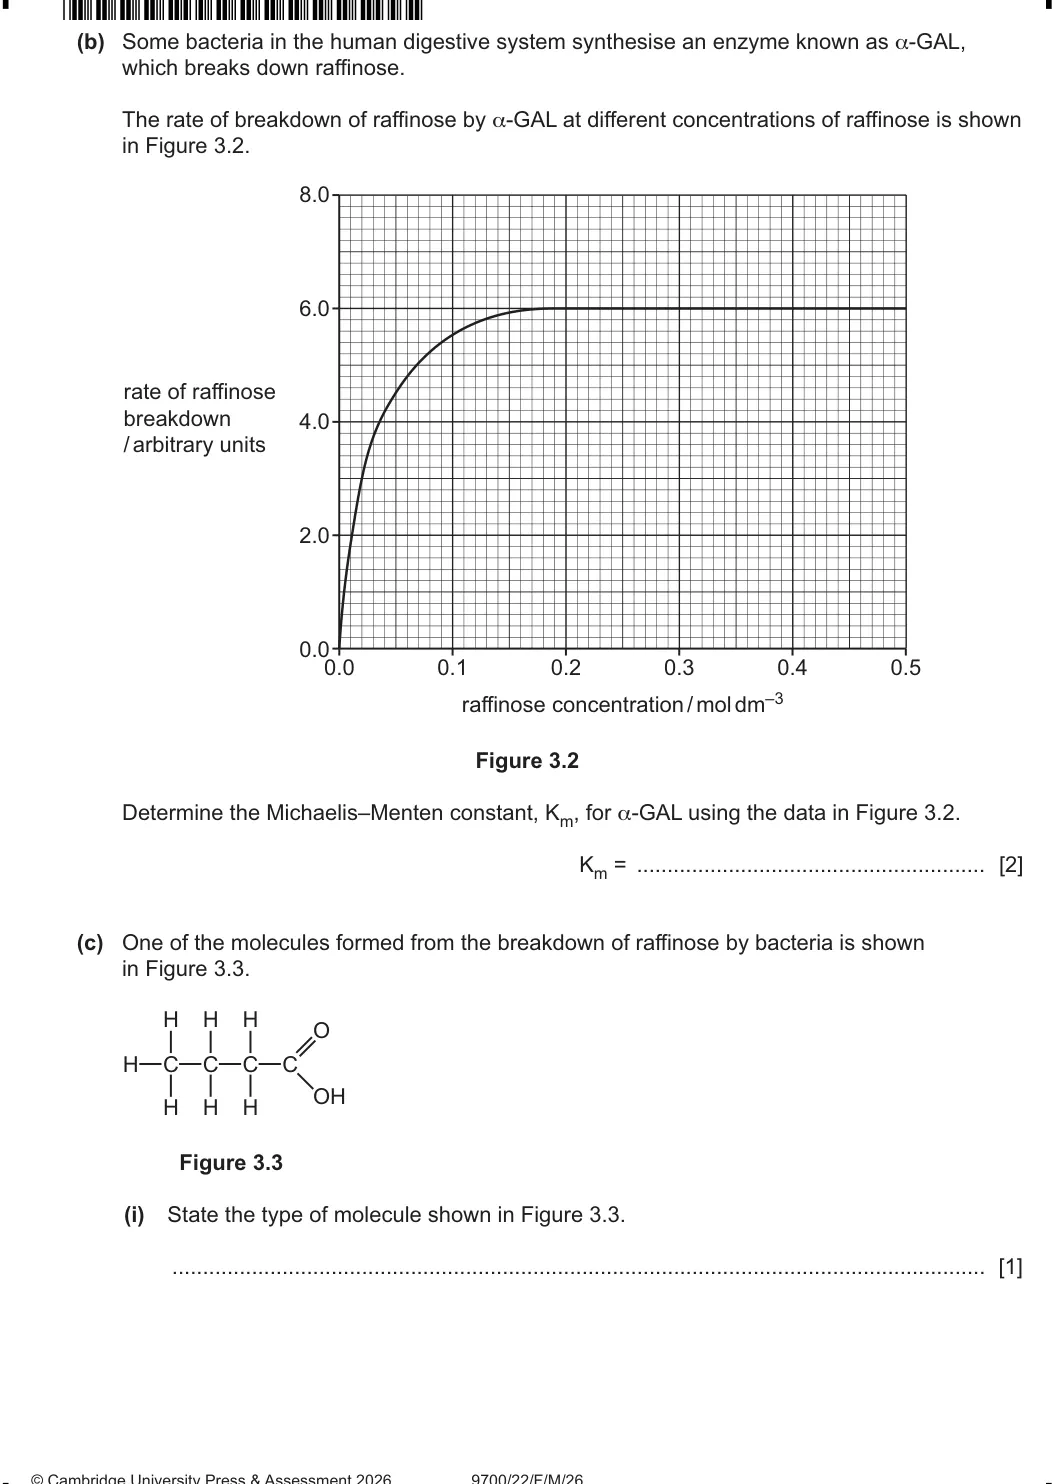 (b) Some bacteria in the human digestive system synthesise an enzyme known as α-GAL,
which breaks down raffinose.
The rate of breakdown of raffinose by α-GAL at different concentrations of raffinose is shown
in Figure 3.2.
8.0
6.0
rate of raffinose
breakdown
/ arbitrary units
4.0
2.0
0.0
0.0 0.1 0.2 0.3 0.4 0.5
raffinose concentration / mol dm–3
Figure 3.2
Determine the Michaelis–Menten constant, Km, for α-GAL using the data in Figure 3.2.
Km = .......................................................... [2]
(c) One of the molecules formed from the breakdown of raffinose by bacteria is shown
in Figure 3.3.
H H H
O
H C C C C
OH
H H H
Figure 3.3
(i) State the type of molecule shown in Figure 3.3.
....................................................................................................................................... [1]
© Cambridge University Press & Assessment 2026 9700/22/F/M/26